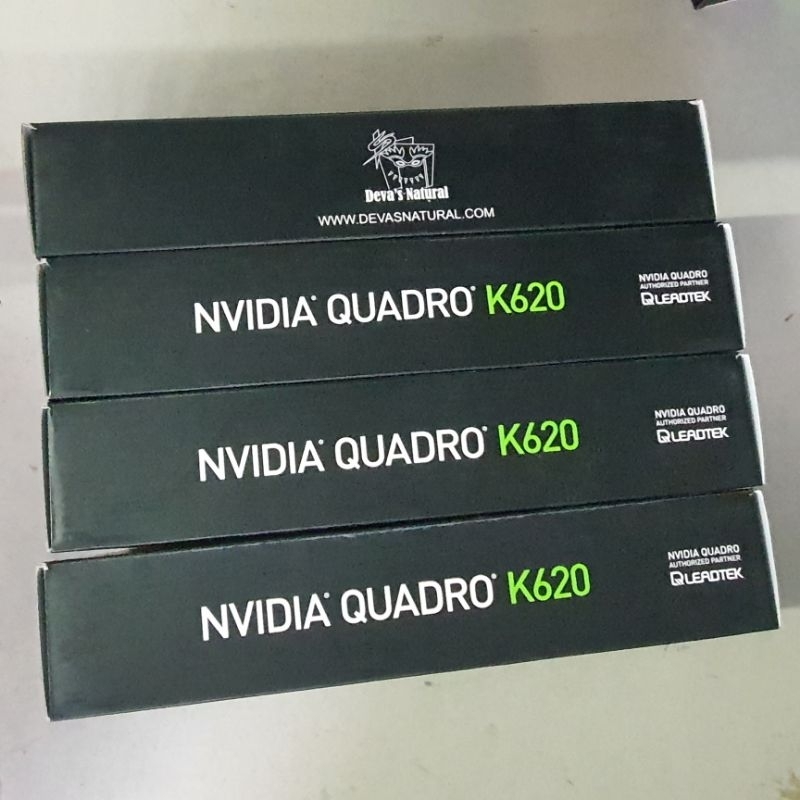 Deva's Natural
WWW.DEVASNATURAL.COM
NVIDIA® QUADRO® K620
NVIDIA QUADRO
AUTHORIZED PARTNER
LEADTEK
NVIDIA® QUADRO® K620
NVIDIA QUADRO
AUTHORIZED PARTNER
LEADTEK
NVIDIA® QUADRO® K620
NVIDIA QUADRO
AUTHORIZED PARTNER
LEADTEK